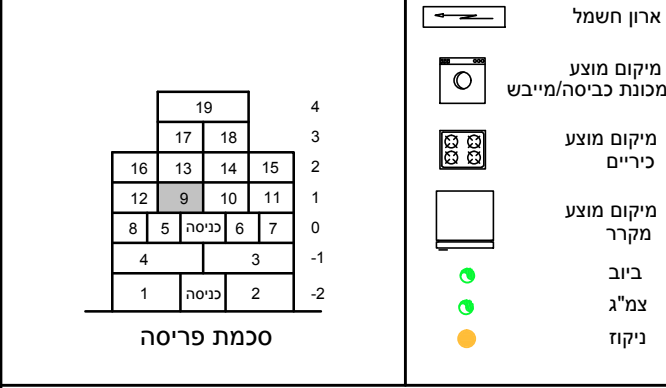 19 4
17 18 3
16 13 14 15 2
12 9 10 11 1
8 5 כניסה 6 7 0
4 3 -1
1 כניסה 2 -2
סכמת פריסה
ארון חשמל
מיקום מוצע
מכונת כביסה/מייבש
מיקום מוצע
כיריים
מיקום מוצע
מקרר
ביוב
צמ"ג
ניקוז